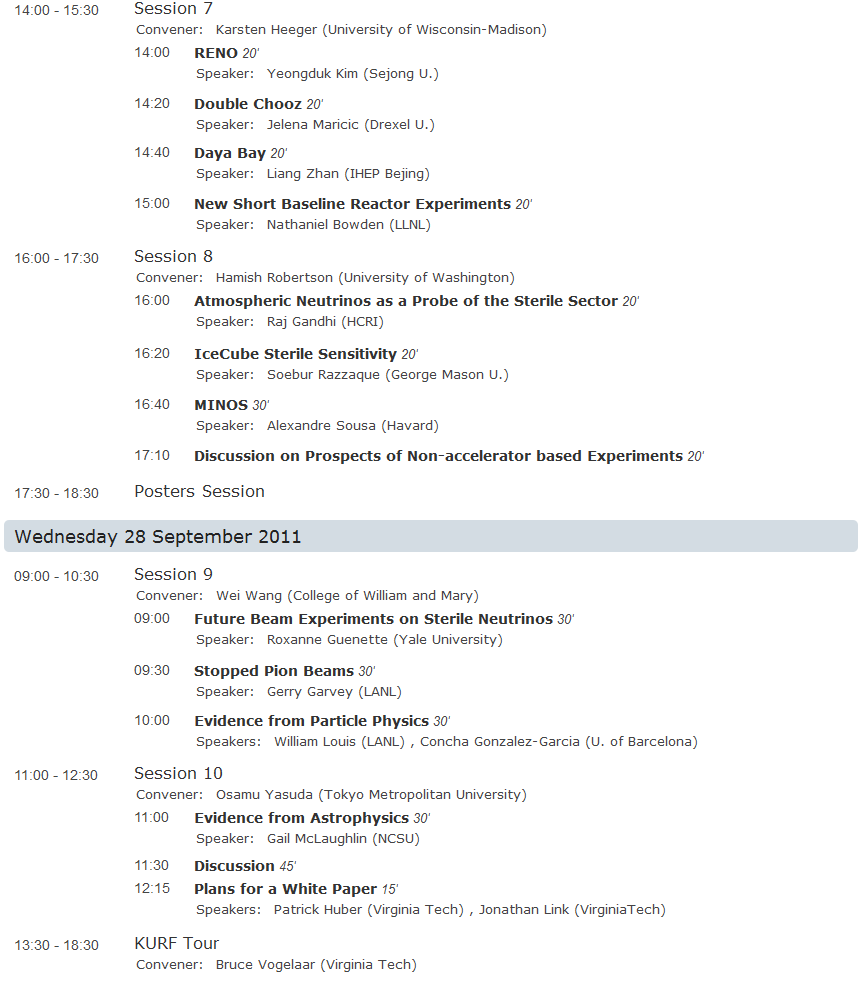 14:00 - 15:30 Session 7
Convener: Karsten Heeger (University of Wisconsin-Madison)
14:00 RENO 20'
Speaker: Yeongduk Kim (Sejong U.)
14:20 Double Chooz 20'
Speaker: Jelena Maricic (Drexel U.)
14:40 Daya Bay 20'
Speaker: Liang Zhan (IHEP Bejing)
15:00 New Short Baseline Reactor Experiments 20'
Speaker: Nathaniel Bowden (LLNL)
16:00 - 17:30 Session 8
Convener: Hamish Robertson (University of Washington)
16:00 Atmospheric Neutrinos as a Probe of the Sterile Sector 20'
Speaker: Raj Gandhi (HCRI)
16:20 IceCube Sterile Sensitivity 20'
Speaker: Soebur Razzaque (George Mason U.)
16:40 MINOS 30'
Speaker: Alexandre Sousa (Havard)
17:10 Discussion on Prospects of Non-accelerator based Experiments 20'
17:30 - 18:30 Posters Session
Wednesday 28 September 2011
09:00 - 10:30 Session 9
Convener: Wei Wang (College of William and Mary)
09:00 Future Beam Experiments on Sterile Neutrinos 30'
Speaker: Roxanne Guenette (Yale University)
09:30 Stopped Pion Beams 30'
Speaker: Gerry Garvey (LANL)
10:00 Evidence from Particle Physics 30'
Speakers: William Louis (LANL) , Concha Gonzalez-Garcia (U. of Barcelona)
11:00 - 12:30 Session 10
Convener: Osamu Yasuda (Tokyo Metropolitan University)
11:00 Evidence from Astrophysics 30'
Speaker: Gail McLaughlin (NCSU)
11:30 Discussion 45'
12:15 Plans for a White Paper 15'
Speakers: Patrick Huber (Virginia Tech) , Jonathan Link (VirginiaTech)
13:30 - 18:30 KURF Tour
Convener: Bruce Vogelaar (Virginia Tech)